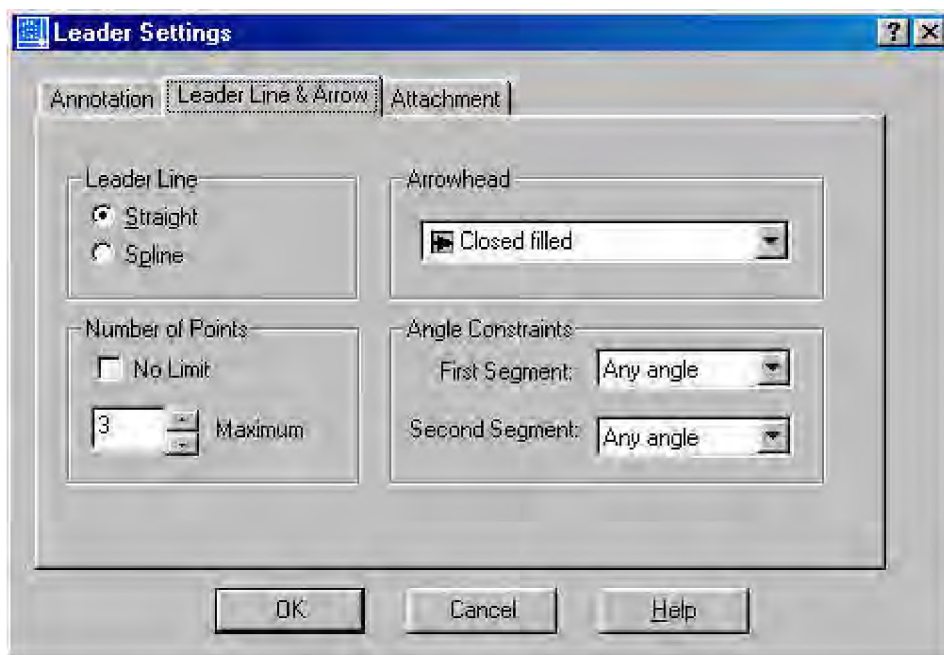 Leader Settings
Annotation Leader Line & Arrow Attachment
Leader Line
Straight
Spline
Arrowhead
Closed filled
Number of Points
No Limit
3 Maximum
Angle Constraints
First Segment: Any angle
Second Segment: Any angle
OK Cancel Help